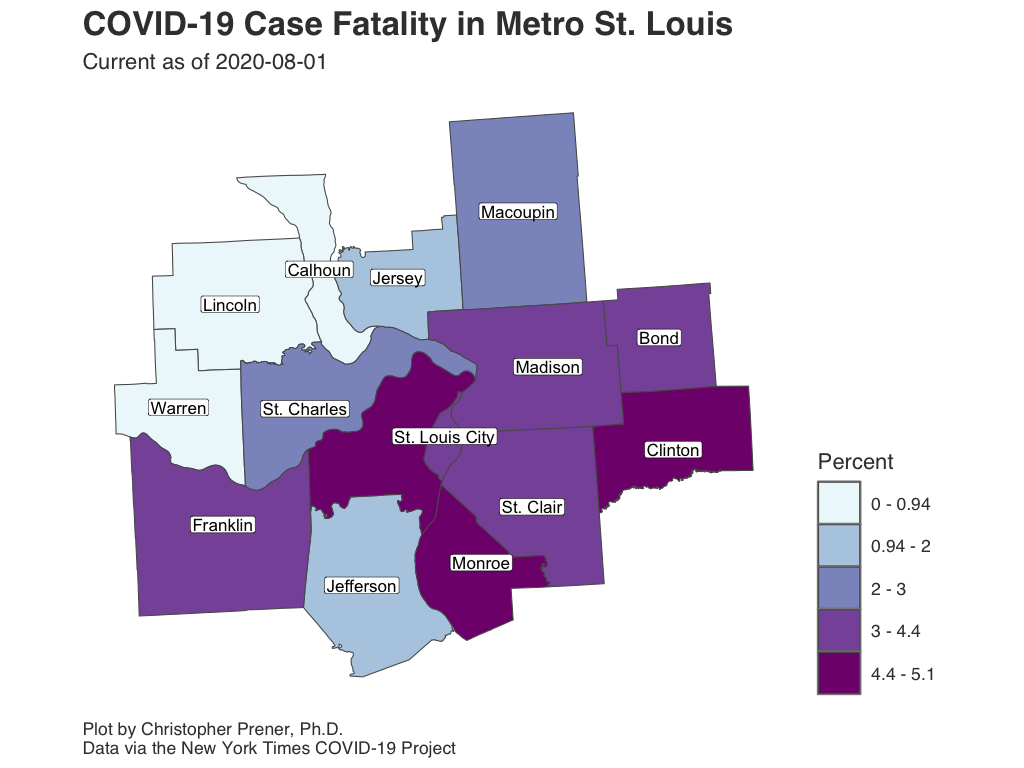 COVID-19 Case Fatality in Metro St. Louis
Current as of 2020-08-01
Macoupin
Calhoun
Jersey
Lincoln
Bond
Madison
Warren
St. Charles
St. Louis City
Clinton
St. Clair
Franklin
Monroe
Jefferson
Percent
0 - 0.94
0.94 - 2
2 - 3
3 - 4.4
4.4 - 5.1
Plot by Christopher Prener, Ph.D.
Data via the New York Times COVID-19 Project